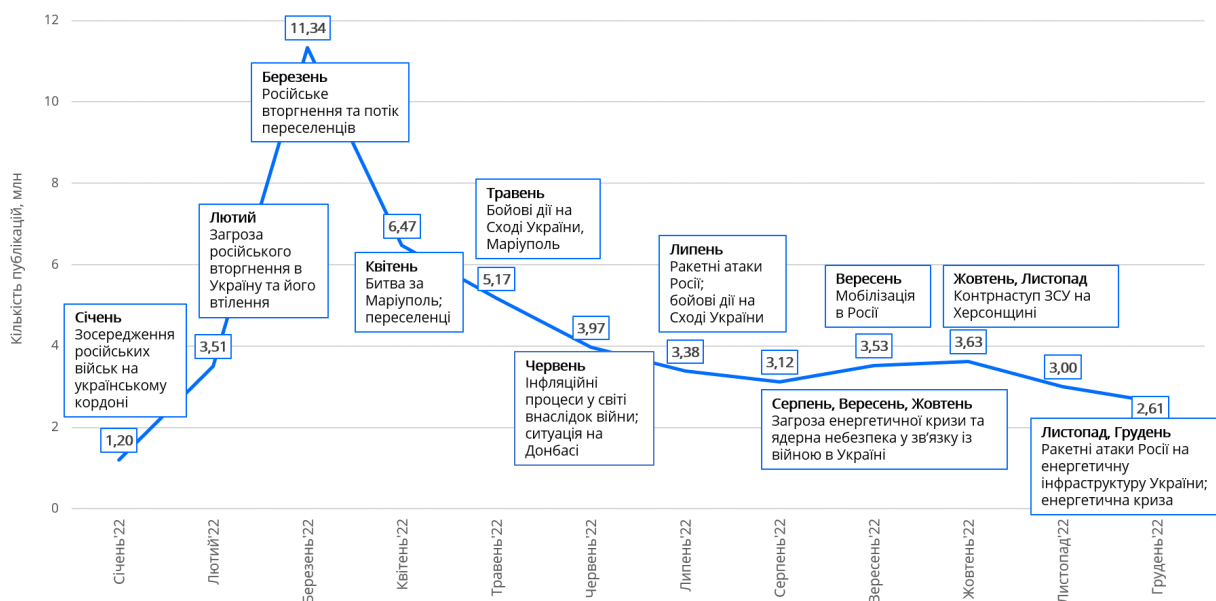 Кількість публікацій, млн
12
10
8
6
4
2
0
Січень
Зосередження
російських
військ на
українському
кордоні
1,20
Лютий
Загроза
російського
вторгнення в
Україну та його
втілення
3,51
11,34
Березень
Російське
вторгнення та потік
переселенців
6,47
Квітень
Битва за
Маріуполь;
переселенці
Травень
Бойові дії на
Сході України,
Маріуполь
5,17
3,97
Червень
Інфляційні
процеси у світі
внаслідок війни;
ситуація на
Донбасі
Липень
Ракетні атаки
Росії;
бойові дії на
Сході України
3,38
3,12
Серпень, Вересень, Жовтень
Загроза енергетичної кризи та
ядерна небезпека у зв’язку із
війною в Україні
Вересень
Мобілізація
в Росії
3,53
Жовтень, Листопад
Контрнаступ ЗСУ на
Херсонщині
3,63
3,00
2,61
Листопад, Грудень
Ракетні атаки Росії на
енергетичну
інфраструктуру України;
енергетична криза
Січень'22
Лютий'22
Березень'22
Квітень'22
Травень'22
Червень'22
Липень'22
Серпень'22
Вересень'22
Жовтень'22
Листопад'22
Грудень'22